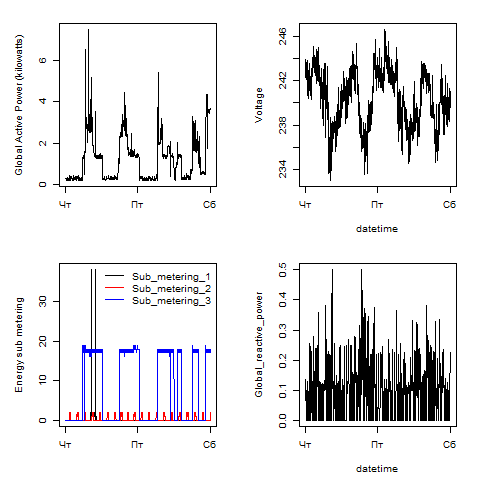 Global Active Power (kilowatts)
0 2 4 6
Чт Пт Сб
Voltage
234 238 242 246
Чт Пт Сб
datetime
Energy sub metering
0 10 20 30
Sub_metering_1
Sub_metering_2
Sub_metering_3
Чт Пт Сб
Global_reactive_power
0.0 0.1 0.2 0.3 0.4 0.5
Чт Пт Сб
datetime